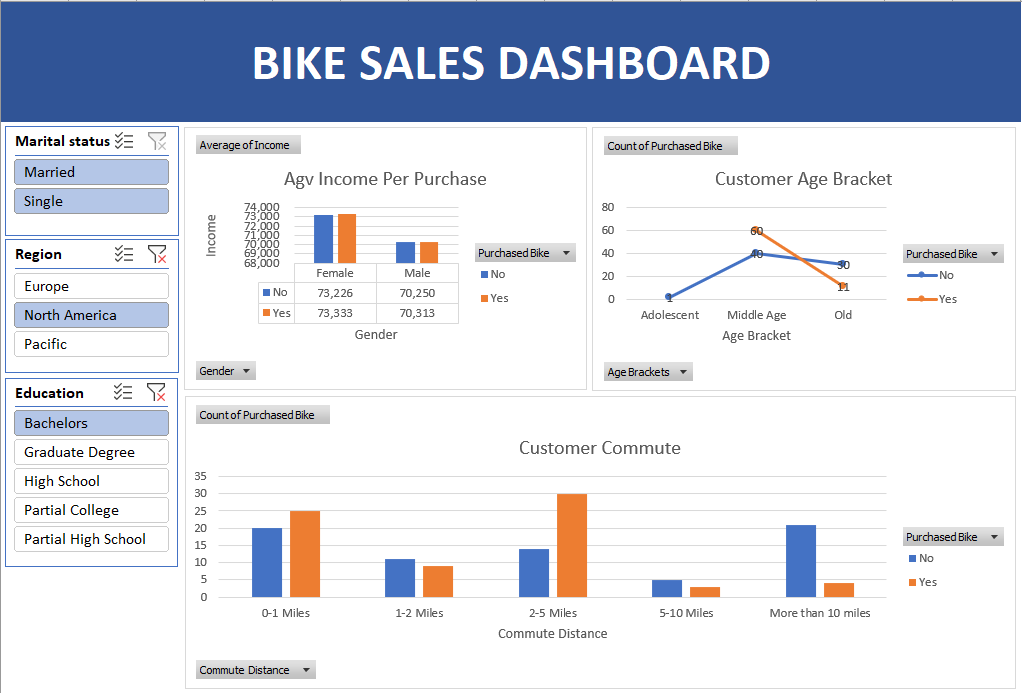 BIKE SALES DASHBOARD
Marital status
Married
Single
Region
Europe
North America
Pacific
Education
Bachelors
Graduate Degree
High School
Partial College
Partial High School
Average of Income
Agv Income Per Purchase
Income
74,000
73,000
72,000
71,000
70,000
69,000
68,000
Female Male
No 73,226 70,250
Yes 73,333 70,313
Gender
Purchased Bike
No
Yes
Gender
Count of Purchased Bike
Customer Age Bracket
80
60
40
20
0
60
40
30
1
11
Adolescent Middle Age Old
Age Bracket
Purchased Bike
No
Yes
Age Brackets
Count of Purchased Bike
Customer Commute
35
30
25
20
15
10
5
0
0-1 Miles 1-2 Miles 2-5 Miles 5-10 Miles More than 10 miles
Commute Distance
Purchased Bike
No
Yes
Commute Distance